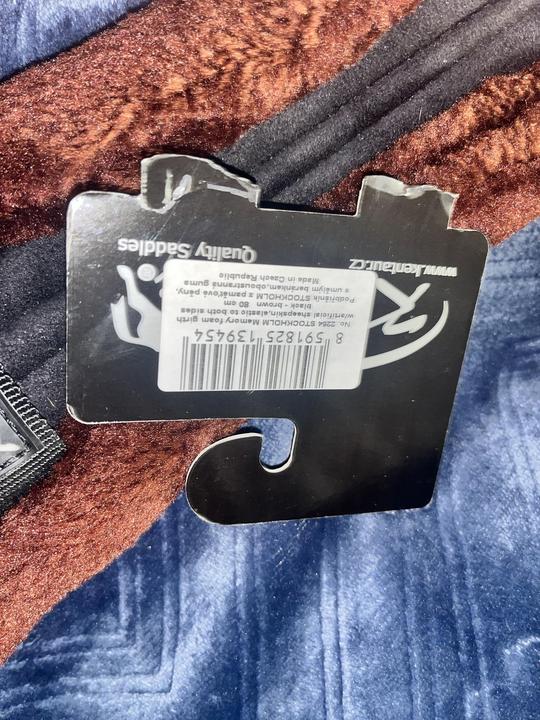 8 591825 139454
No. 2264 STOCKHOLM Memory foam girth
w/artificial sheepskin,elastic to both sides
black - brown 80 cm
Podbřišník STOCKHOLM z paměťové pěny,
s umělým beránkem,oboustranná guma
Made in Czech Republic
www.kentaur.cz
Quality Saddles